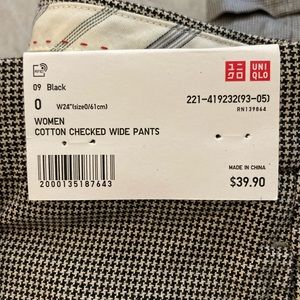 RFID
ユニ
クロ
UNI
QLO
09 Black
221-419232(93-05)
RN139064
0 W24"(size0/61cm)
WOMEN
COTTON CHECKED WIDE PANTS
MADE IN CHINA
2000135187643
$39.90